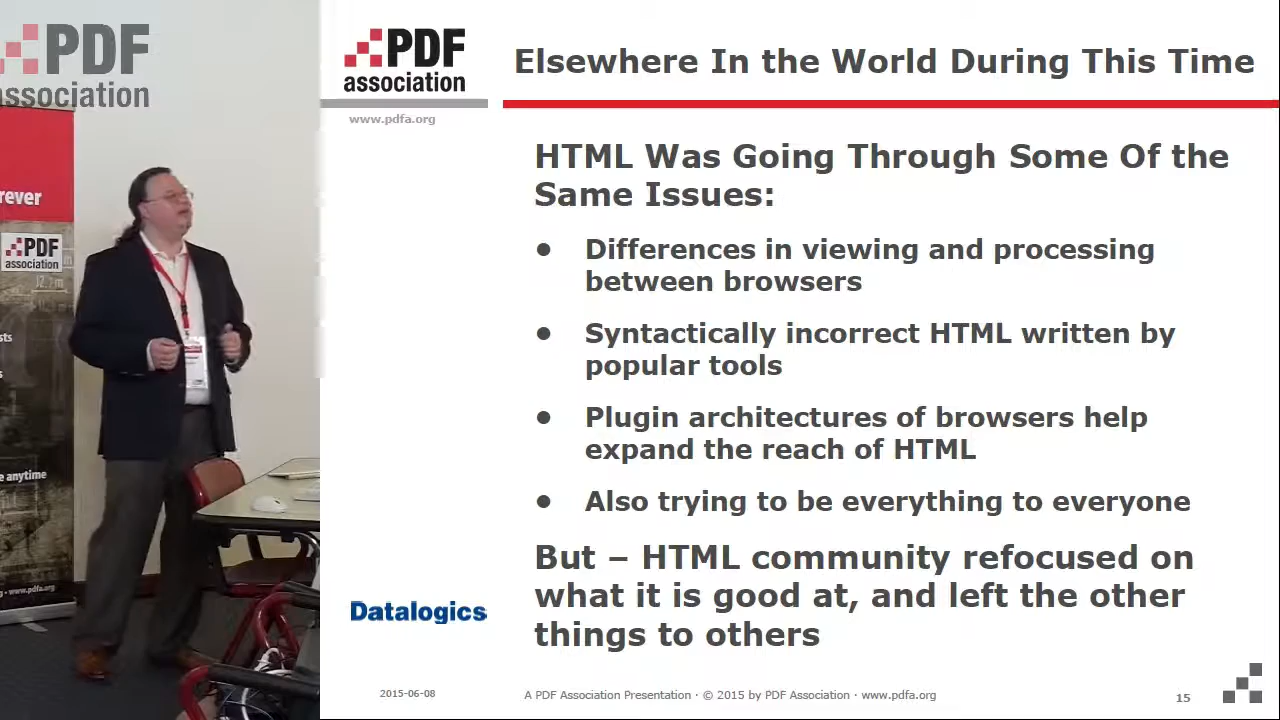 PDF
association
rever
PDF
association
e anytime
www.pdfa.org
PDF
association
www.pdfa.org
Elsewhere In the World During This Time
HTML Was Going Through Some Of the
Same Issues:
● Differences in viewing and processing
between browsers
● Syntactically incorrect HTML written by
popular tools
● Plugin architectures of browsers help
expand the reach of HTML
● Also trying to be everything to everyone
But – HTML community refocused on
what it is good at, and left the other
things to others
Datalogics
2015-06-08
A PDF Association Presentation · © 2015 by PDF Association · www.pdfa.org
15